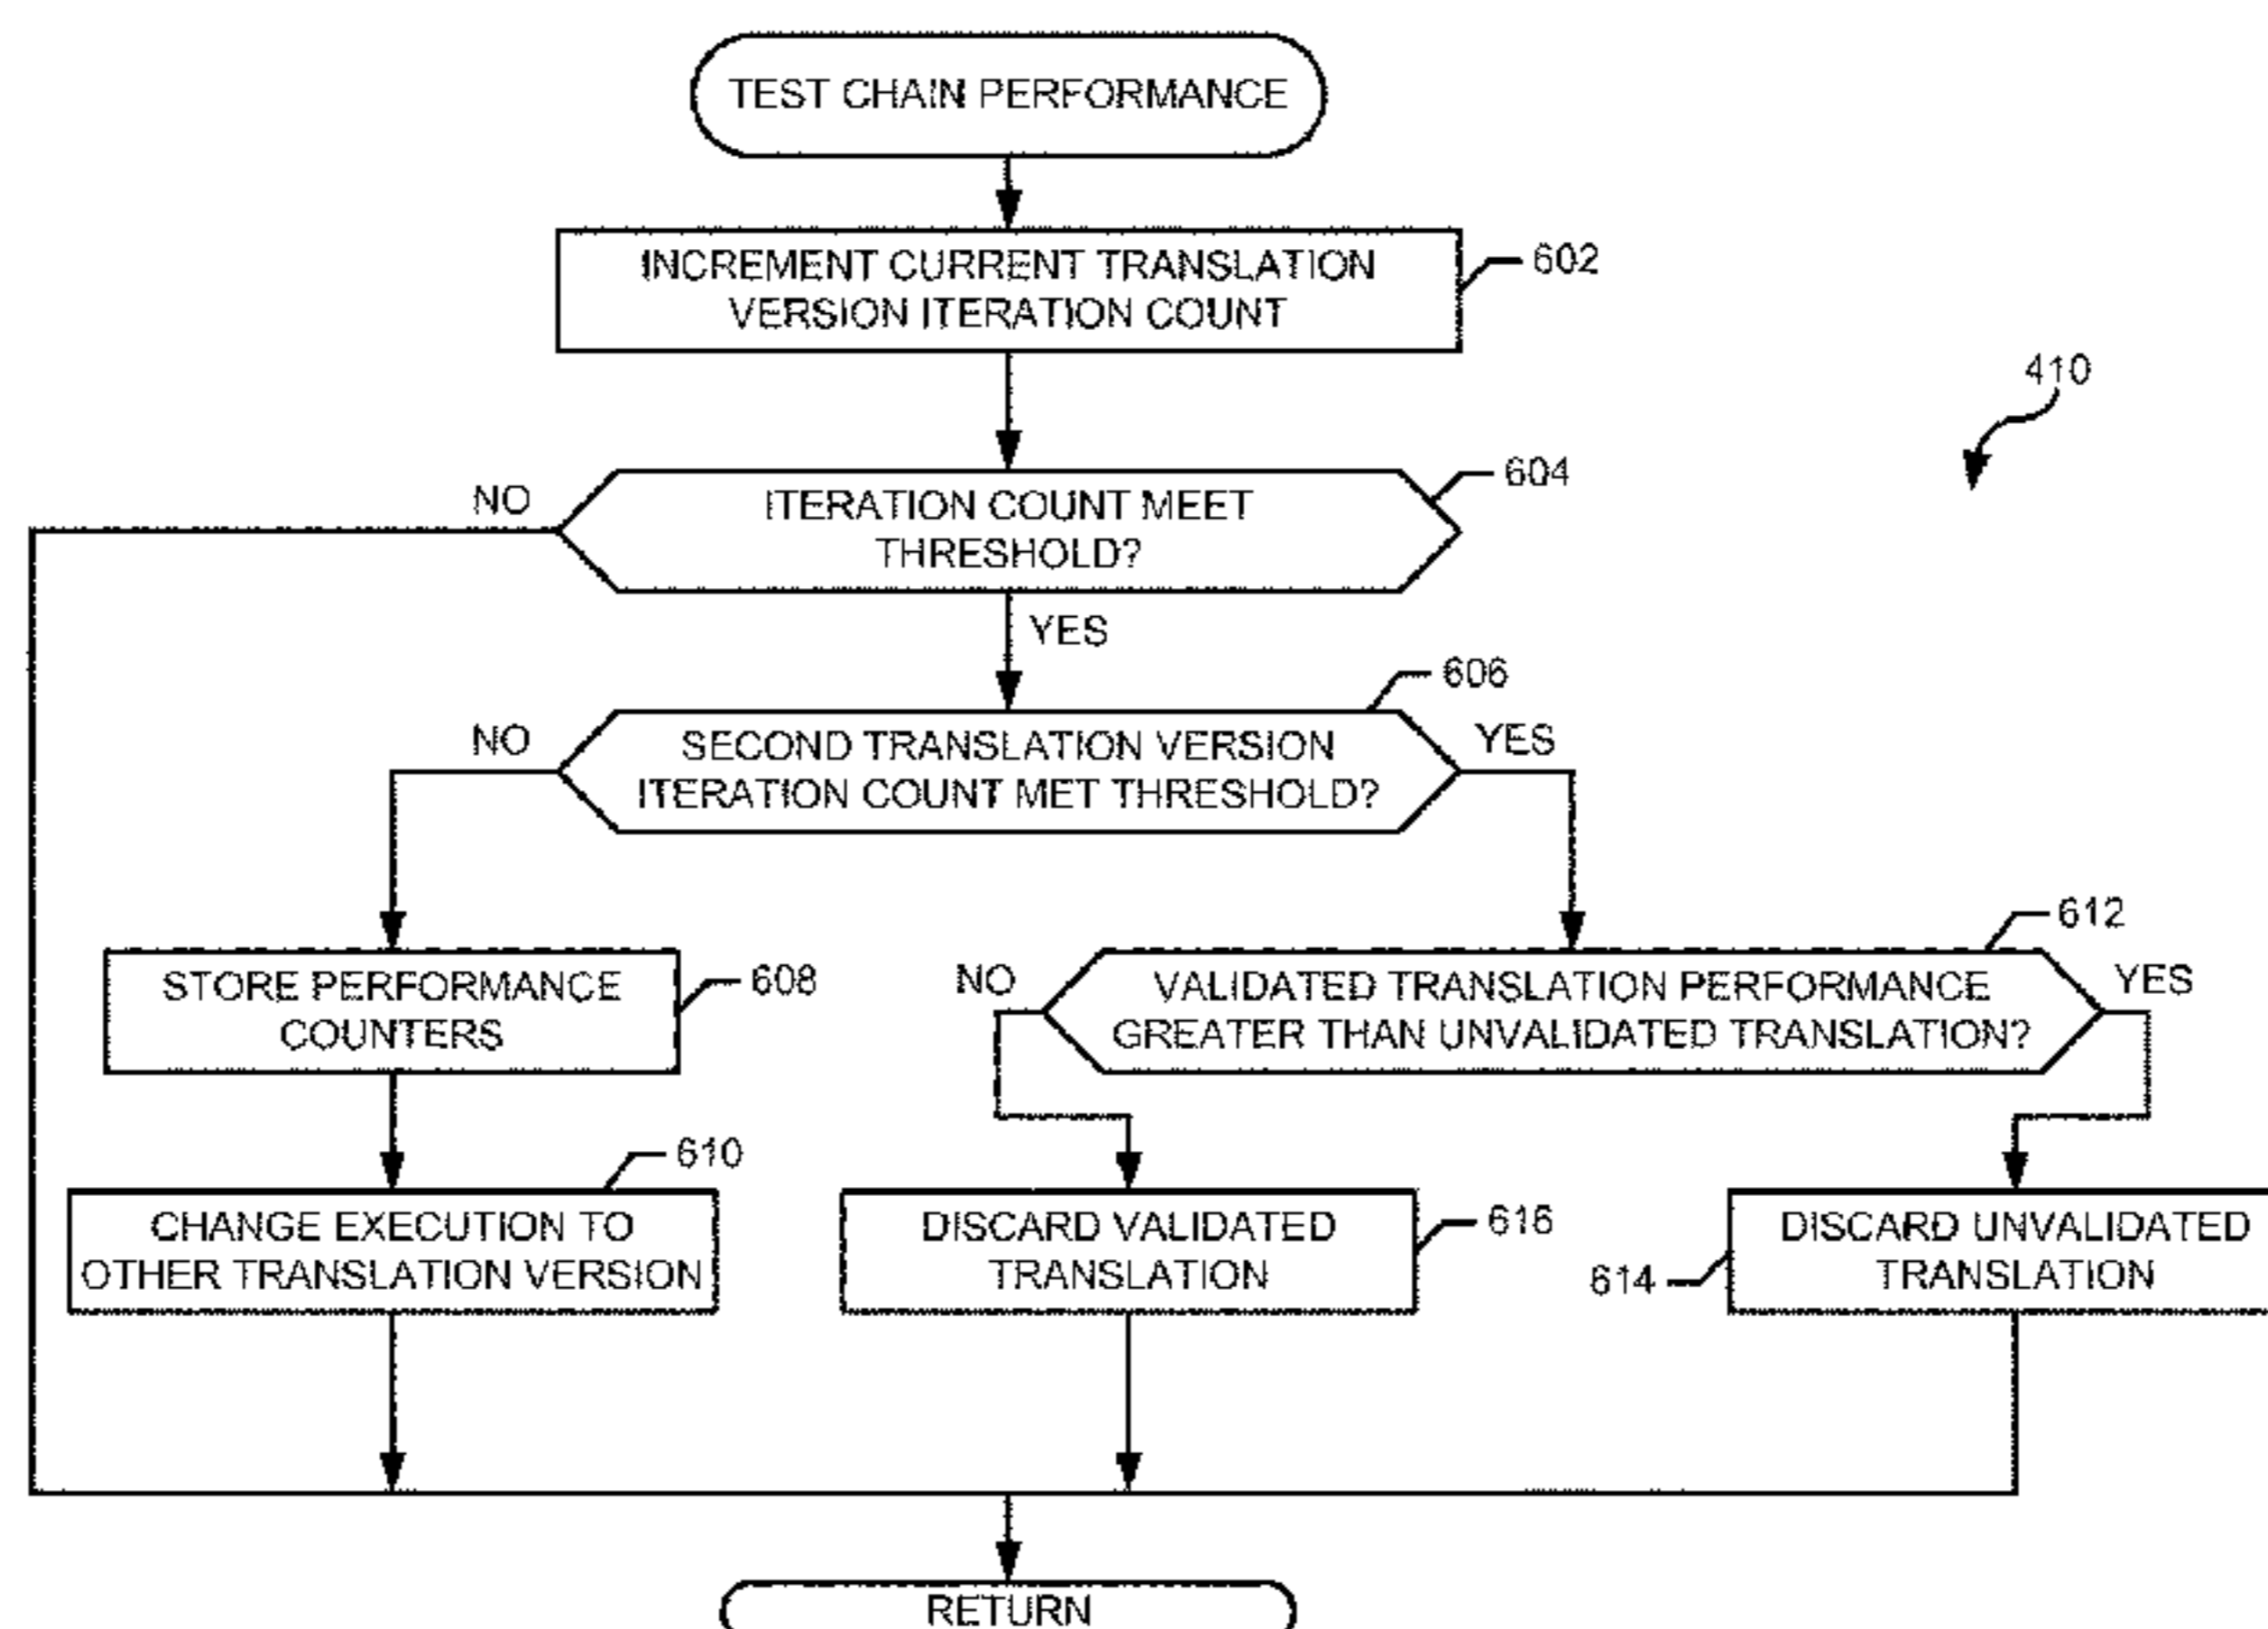 TEST CHAIN PERFORMANCE
INCREMENT CURRENT TRANSLATION
VERSION ITERATION COUNT
602
410
604
NO
ITERATION COUNT MEET
THRESHOLD?
YES
606
NO
SECOND TRANSLATION VERSION
ITERATION COUNT MET THRESHOLD?
YES
612
STORE PERFORMANCE
COUNTERS
608
NO
VALIDATED TRANSLATION PERFORMANCE
GREATER THAN UNVALIDATED TRANSLATION?
YES
610
CHANGE EXECUTION TO
OTHER TRANSLATION VERSION
DISCARD VALIDATED
TRANSLATION
616
614
DISCARD UNVALIDATED
TRANSLATION
RETURN